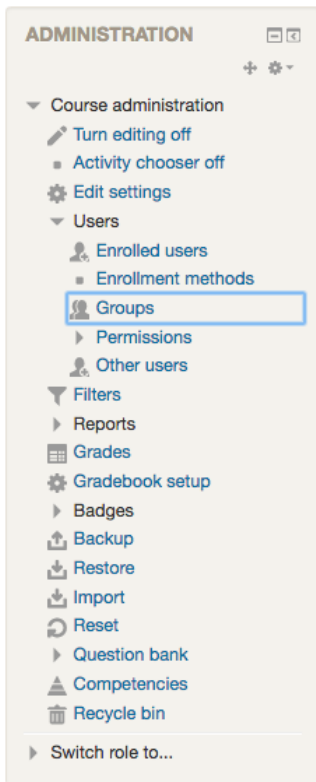 ADMINISTRATION
Course administration
Turn editing off
Activity chooser off
Edit settings
Users
Enrolled users
Enrollment methods
Groups
Permissions
Other users
Filters
Reports
Grades
Gradebook setup
Badges
Backup
Restore
Import
Reset
Question bank
Competencies
Recycle bin
Switch role to...